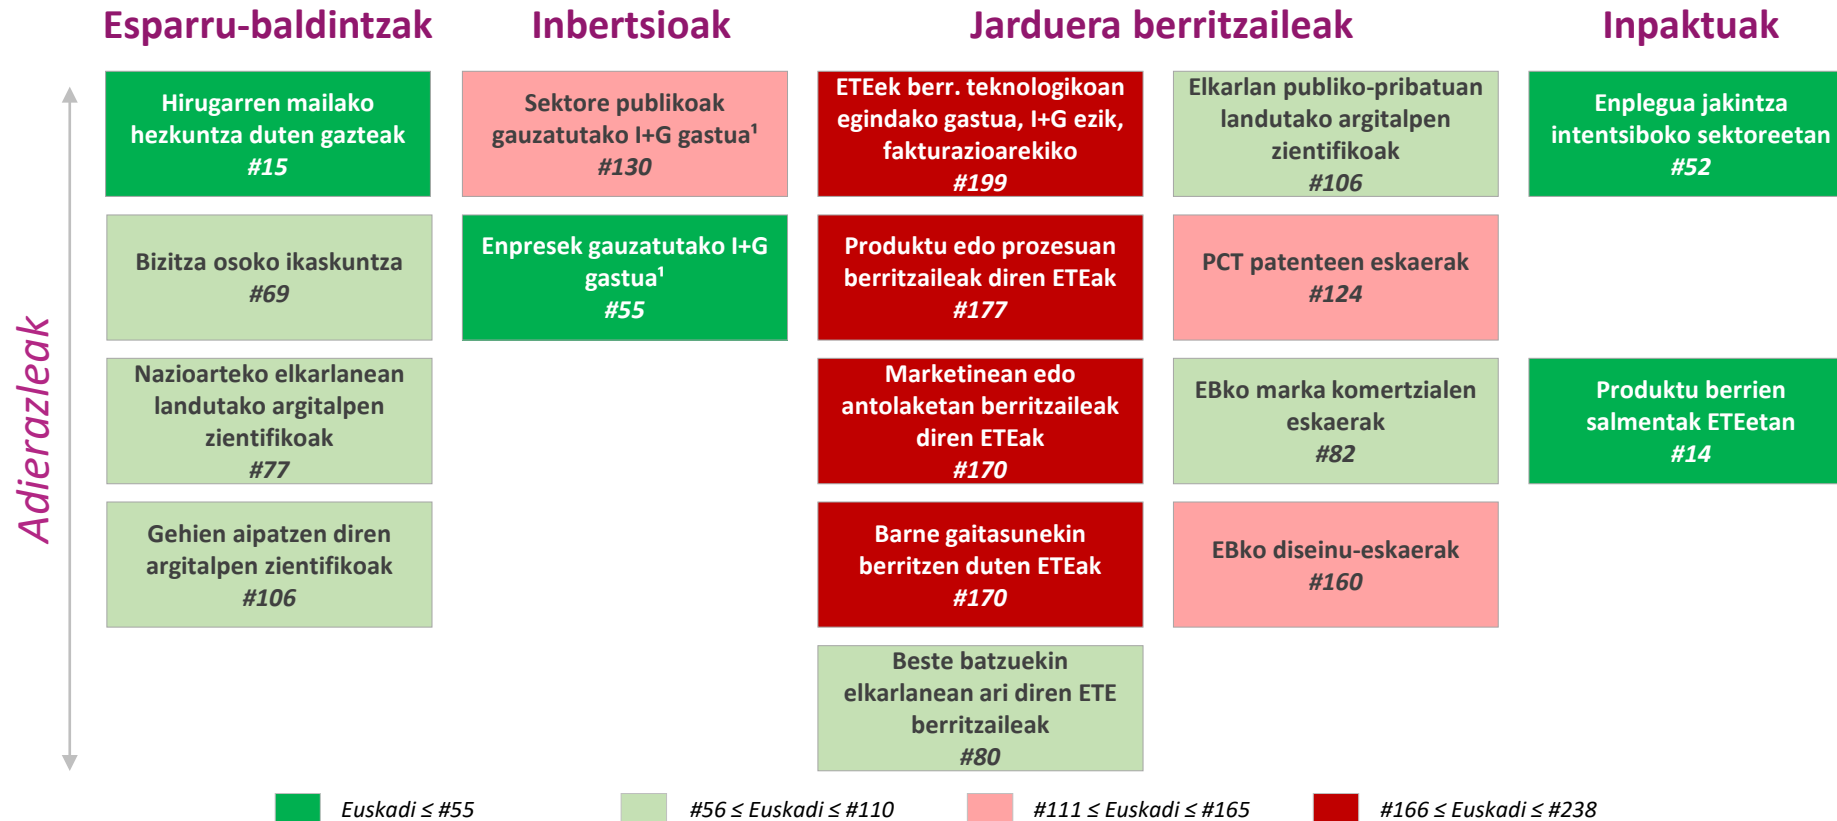 Esparru-baldintzak
Inbertsioak
Jarduera berritzaileak
Inpaktuak
Adierazleak
Hirugarren mailako
hezkuntza duten gazteak
#15
Bizitza osoko ikaskuntza
#69
Nazioarteko elkarlanean
landutako argitalpen
zientifikoak
#77
Gehien aipatzen diren
argitalpen zientifikoak
#106
Sektore publikoak
gauzatutako I+G gastua¹
#130
Enpresek gauzatutako I+G
gastua¹
#55
ETEek berr. teknologikoan
egindako gastua, I+G ezik,
fakturazioarekiko
#199
Produktu edo prozesuan
berritzaileak diren ETEak
#177
Marketinean edo
antolaketan berritzaileak
diren ETEak
#170
Barne gaitasunekin
berritzen duten ETEak
#170
Beste batzuekin
elkarlanean ari diren ETE
berritzaileak
#80
Elkarlan publiko-pribatuan
landutako argitalpen
zientifikoak
#106
PCT patenteen eskaerak
#124
EBko marka komertzialen
eskaerak
#82
EBko diseinu-eskaerak
#160
Enplegua jakintza
intentsiboko sektoreetan
#52
Produktu berrien
salmentak ETEetan
#14
Euskadi ≤ #55
#56 ≤ Euskadi ≤ #110
#111 ≤ Euskadi ≤ #165
#166 ≤ Euskadi ≤ #238